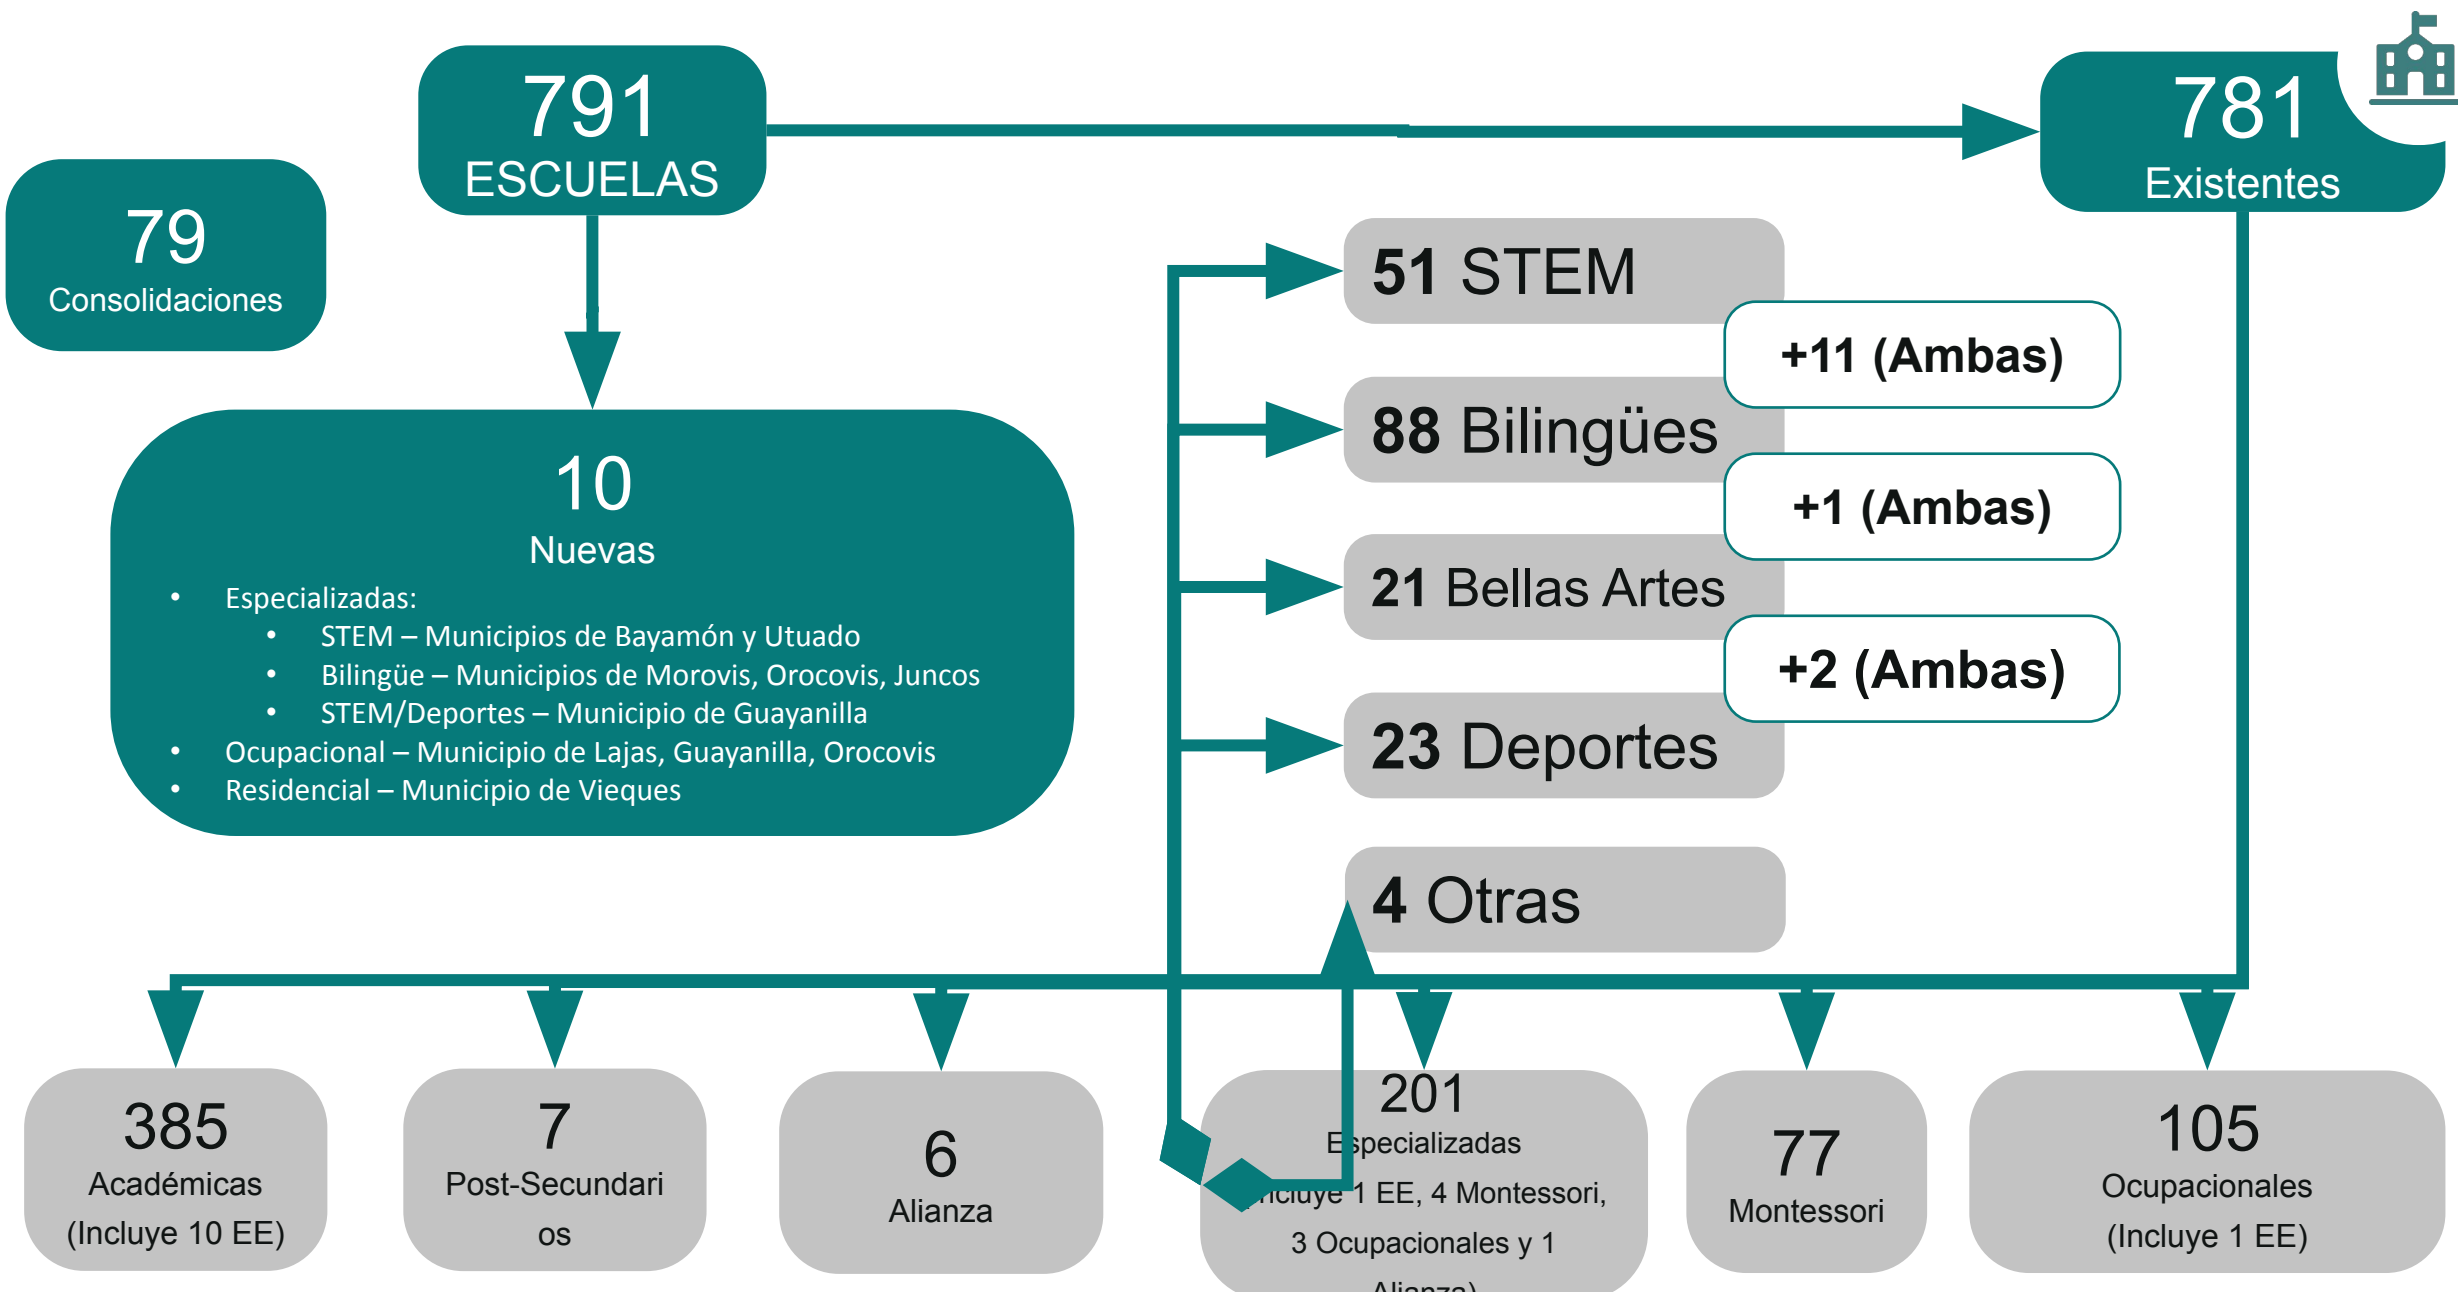 791
ESCUELAS
781
Existentes
79
Consolidaciones
10
Nuevas
• Especializadas:
• STEM – Municipios de Bayamón y Utuado
• Bilingüe – Municipios de Morovis, Orocovis, Juncos
• STEM/Deportes – Municipio de Guayanilla
• Ocupacional – Municipio de Lajas, Guayanilla, Orocovis
• Residencial – Municipio de Vieques
51 STEM
+11 (Ambas)
88 Bilingües
+1 (Ambas)
21 Bellas Artes
+2 (Ambas)
23 Deportes
4 Otras
385
Académicas
(Incluye 10 EE)
7
Post-Secundari
os
6
Alianza
201
Especializadas
(Incluye 1 EE, 4 Montessori,
3 Ocupacionales y 1
Alianza)
77
Montessori
105
Ocupacionales
(Incluye 1 EE)